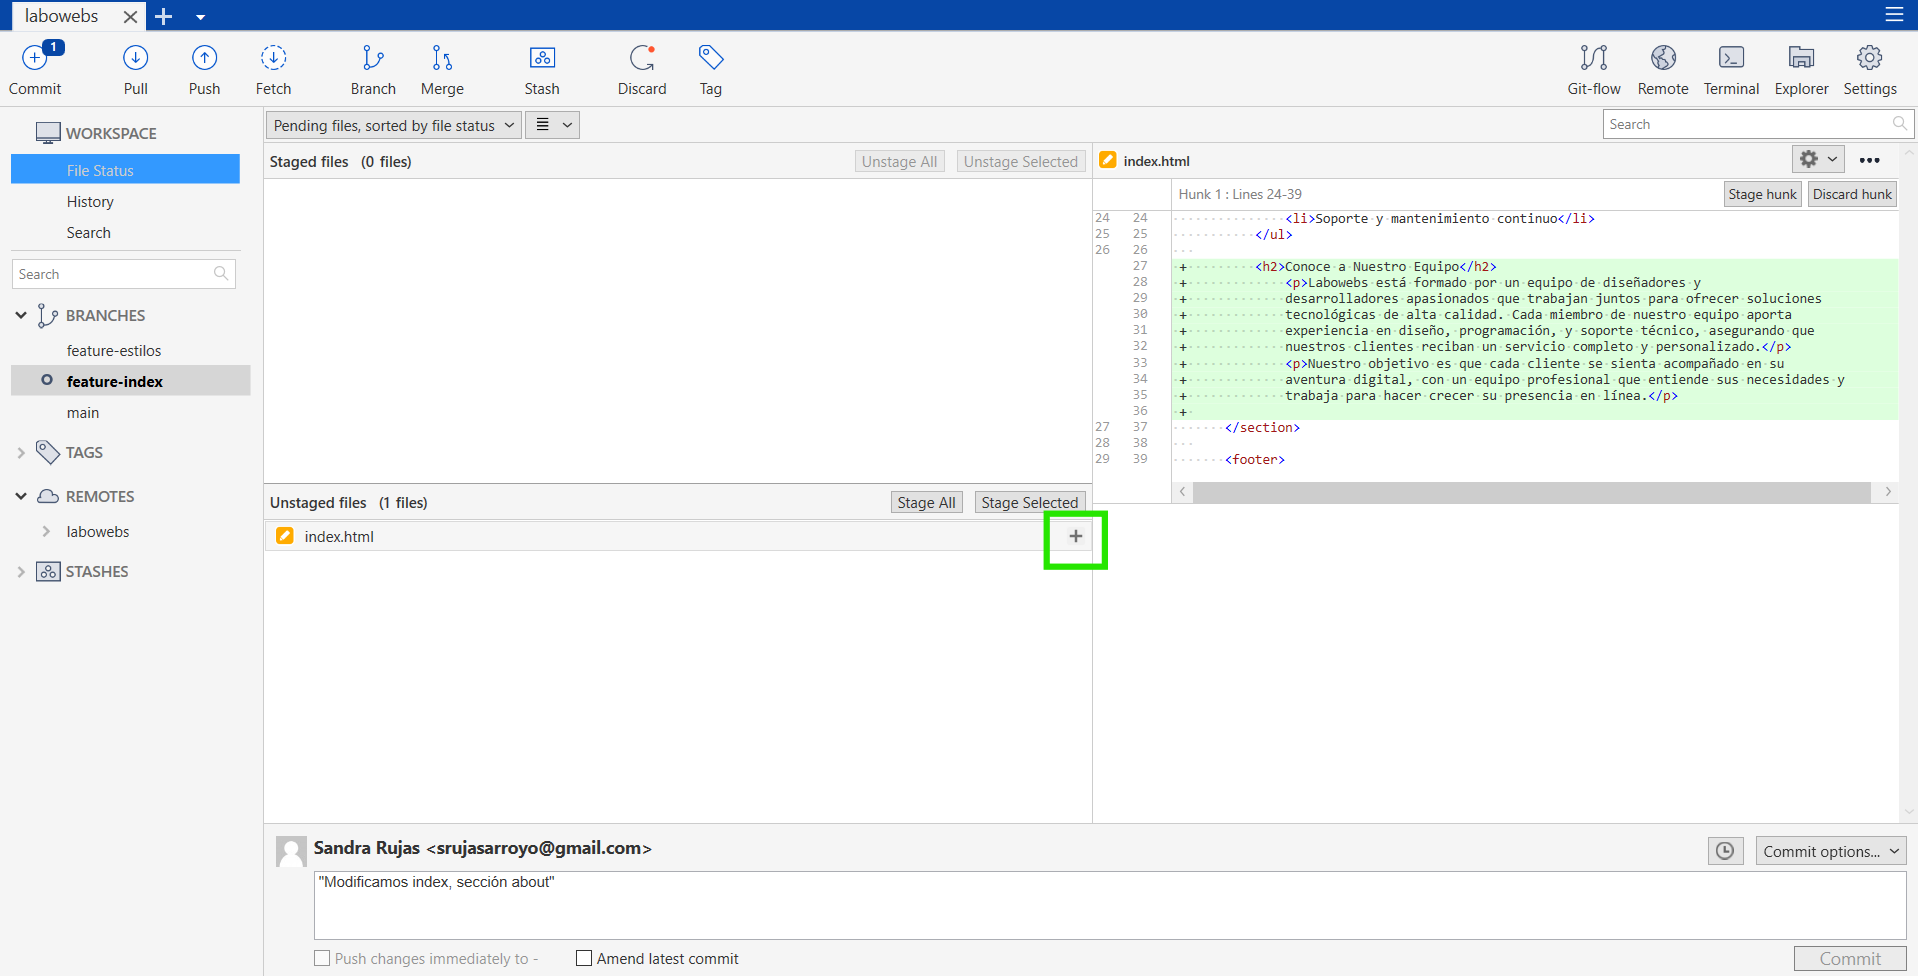 labowebs
1
Commit
Pull
Push
Fetch
Branch
Merge
Stash
Discard
Tag
Git-flow
Remote
Terminal
Explorer
Settings
WORKSPACE
File Status
History
Search
Search
BRANCHES
feature-estilos
feature-index
main
TAGS
REMOTES
labowebs
STASHES
Pending files, sorted by file status
Search
Staged files (0 files)
Unstage All
Unstage Selected
Unstaged files (1 files)
Stage All
Stage Selected
index.html
+
index.html
Hunk 1 : Lines 24-39
Stage hunk
Discard hunk
24 24 <li>Soporte y mantenimiento continuo</li>
25 25 </ul>
26 26
27 + <h2>Conoce a Nuestro Equipo</h2>
28 + <p>Labowebs está formado por un equipo de diseñadores y
29 + desarrolladores apasionados que trabajan juntos para ofrecer soluciones
30 + tecnológicas de alta calidad. Cada miembro de nuestro equipo aporta
31 + experiencia en diseño, programación, y soporte técnico, asegurando que
32 + nuestros clientes reciban un servicio completo y personalizado.</p>
33 + <p>Nuestro objetivo es que cada cliente se sienta acompañado en su
34 + aventura digital, con un equipo profesional que entiende sus necesidades y
35 + trabaja para hacer crecer su presencia en línea.</p>
36 +
27 37 </section>
28 38
29 39 <footer>
Sandra Rujas <srujasarroyo@gmail.com>
Commit options...
"Modificamos index, sección about"
Push changes immediately to -
Amend latest commit
Commit